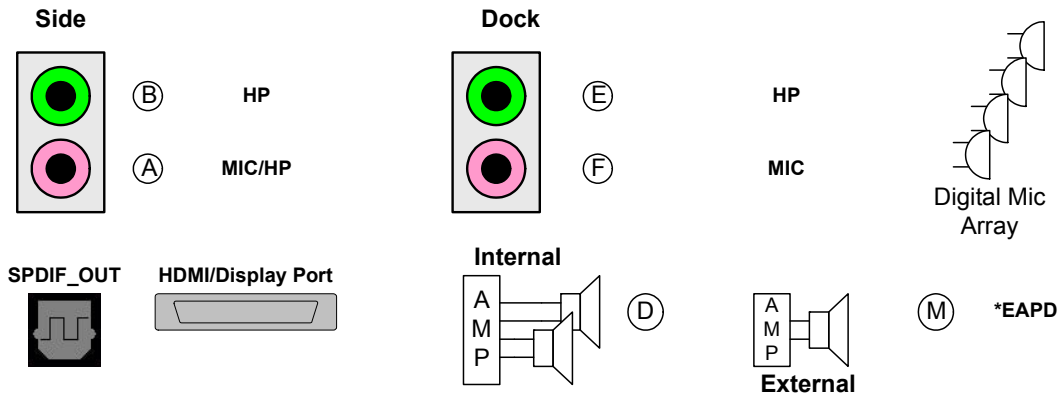 Side
Dock
B HP
E HP
A MIC/HP
F MIC
Digital Mic
Array
SPDIF_OUT
HDMI/Display Port
Internal
A
M
P
D
A
M
P
M *EAPD
External